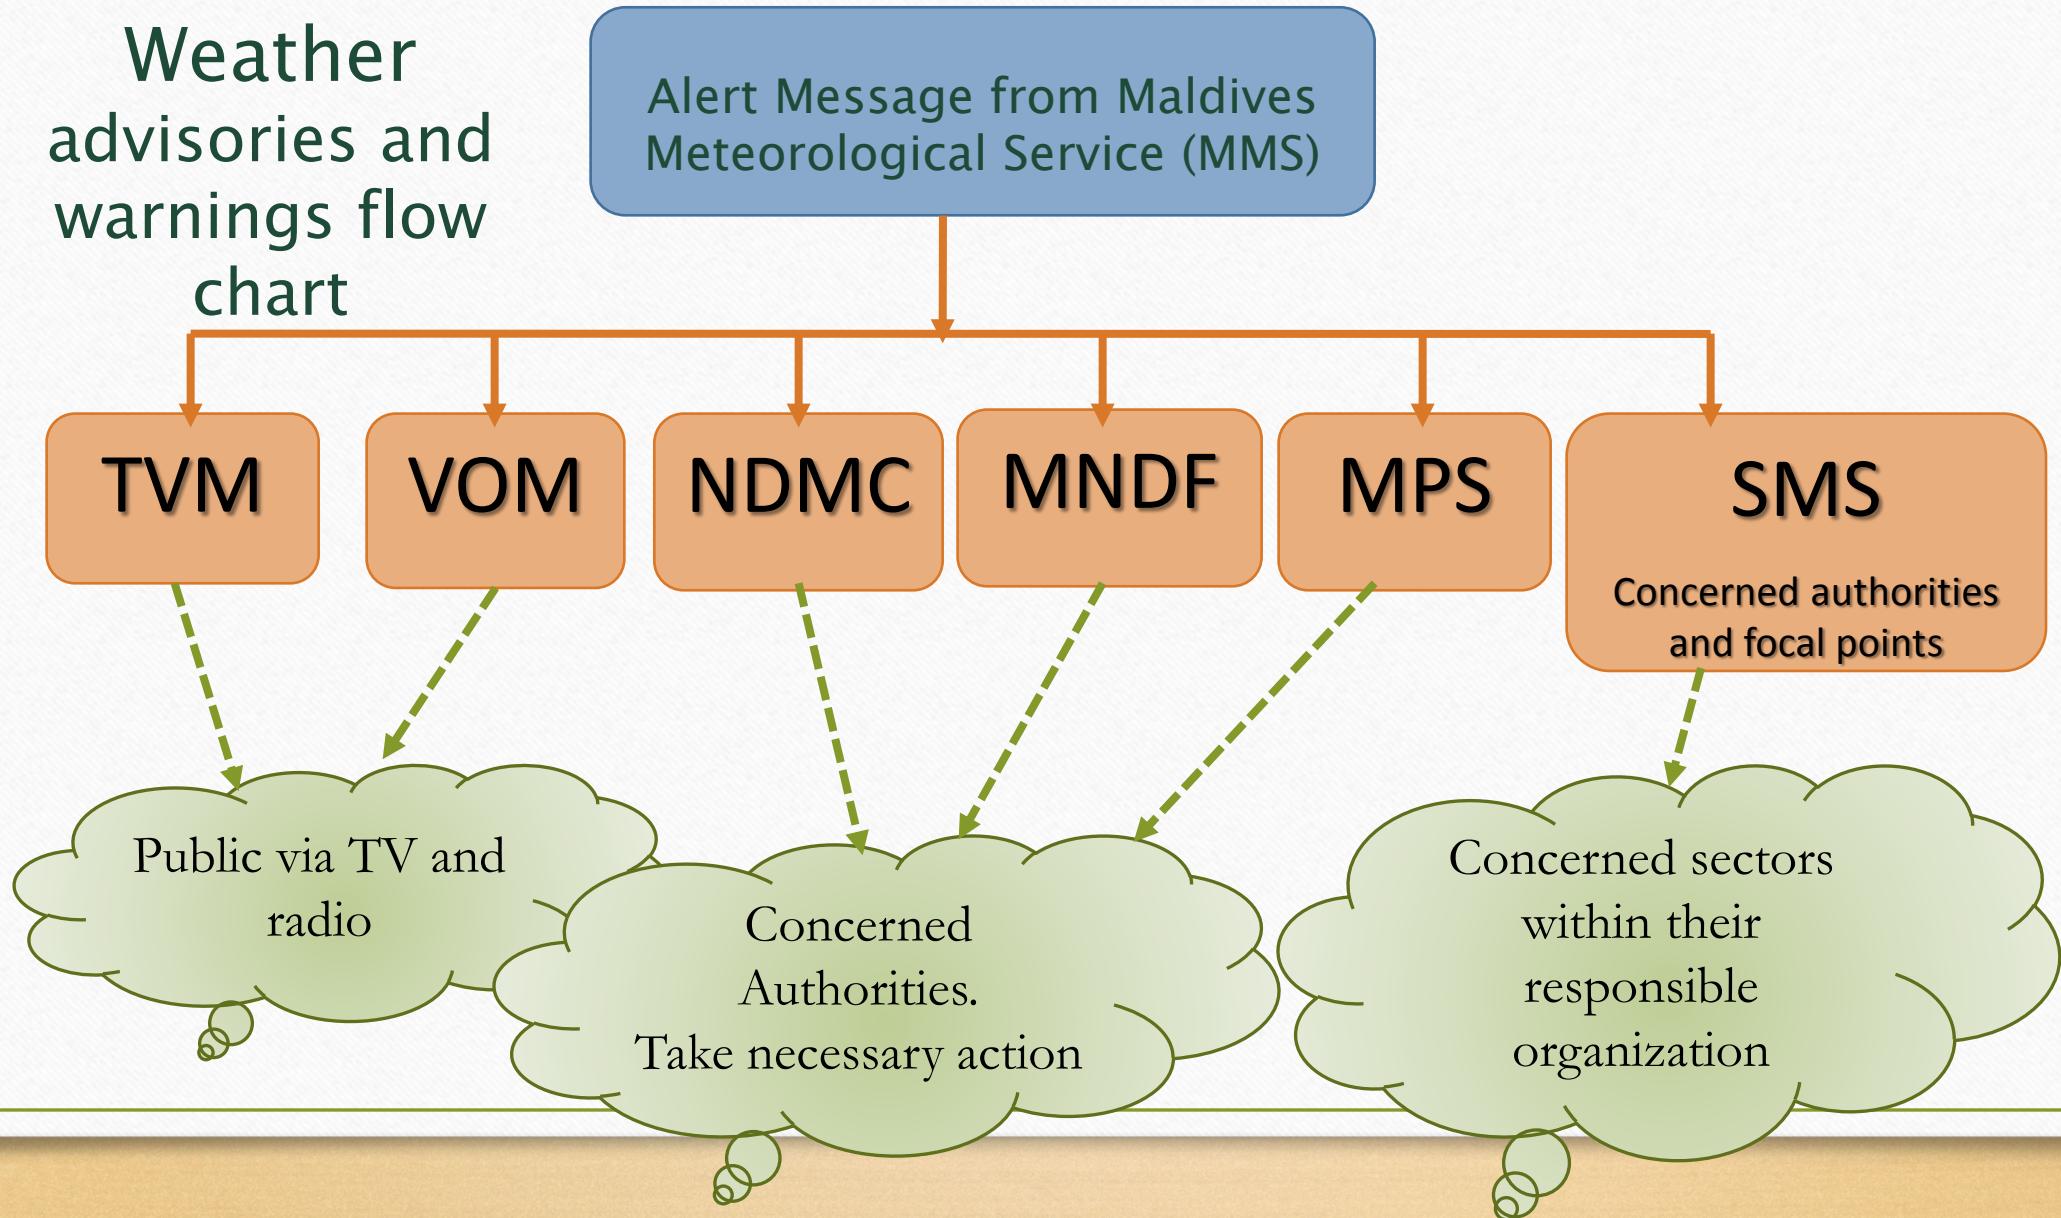 Weather
advisories and
warnings flow
chart
Alert Message from Maldives
Meteorological Service (MMS)
TVM
VOM
NDMC
MNDF
MPS
SMS
Concerned authorities
and focal points
Public via TV and
radio
Concerned
Authorities.
Take necessary action
Concerned sectors
within their
responsible
organization